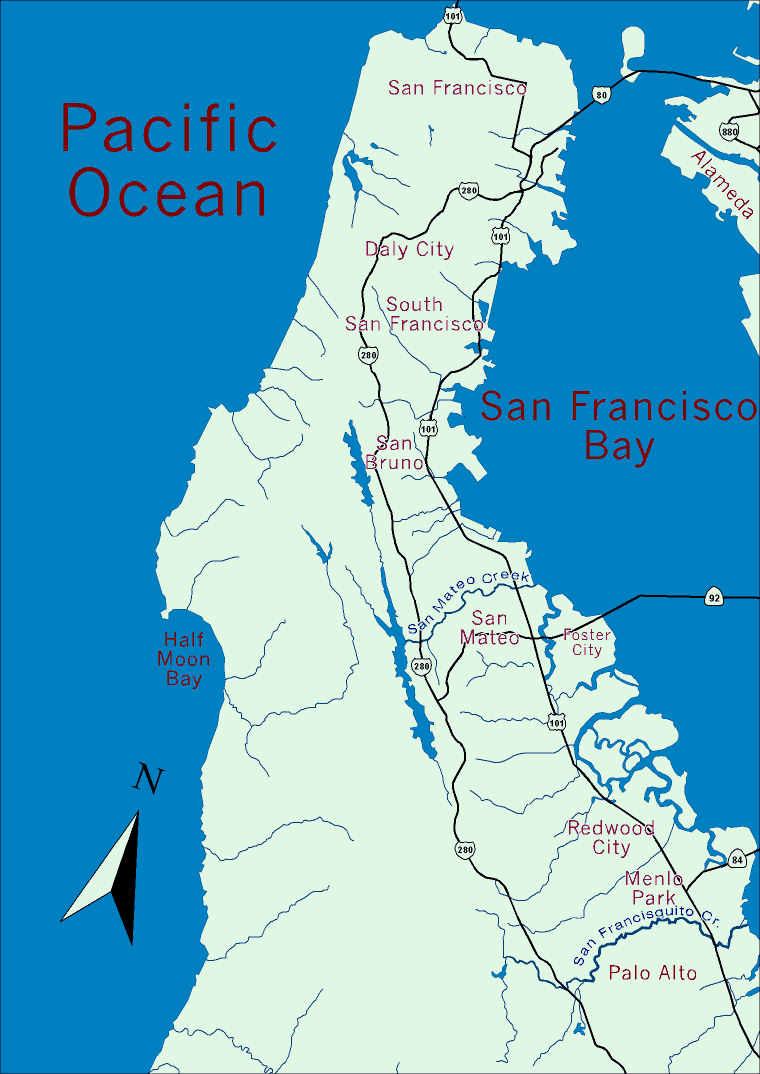 101
San Francisco
80
Pacific
Ocean
880
Alameda
280
101
Daly City
South
San Francisco
280
San Francisco
Bay
101
San
Bruno
San Mateo Creek
92
San
Mateo
Foster
City
Half
Moon
Bay
280
101
N
Redwood
City
280
84
Menlo
Park
San Francisquito Cr.
Palo Alto